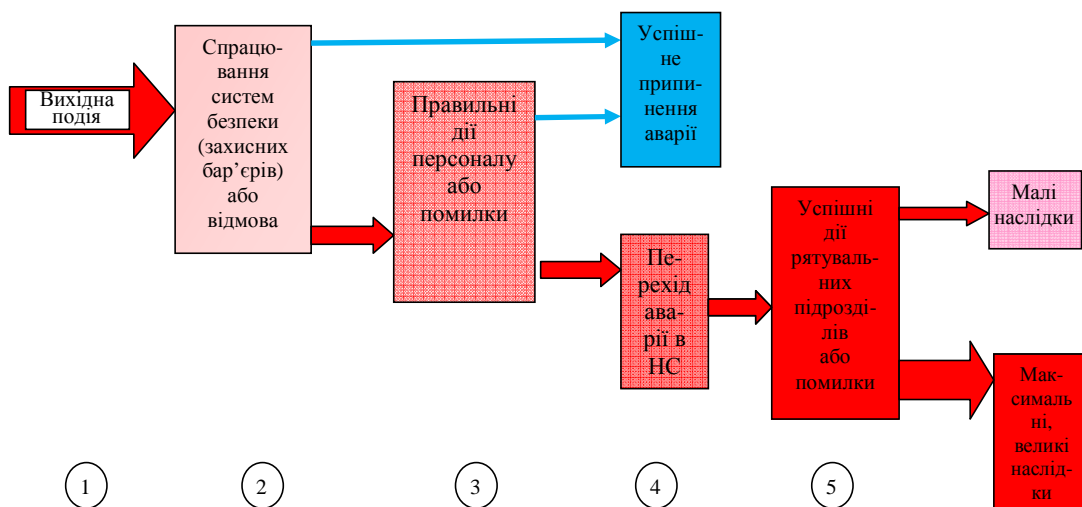 Вихідна
подія
Спрацю-
вання
систем
безпеки
(захисних
бар’єрів)
або
відмова
Правильні
дії
персоналу
або
помилки
Успіш-
не
припи-
нення
аварії
Пе-
рехід
ава-
рії в
НС
Успішні
дії
рятуваль-
них
підрозді-
лів
або
помилки
Малі
наслідки
Мак-
сималь
ні,
великі
наслід-
ки
1
2
3
4
5